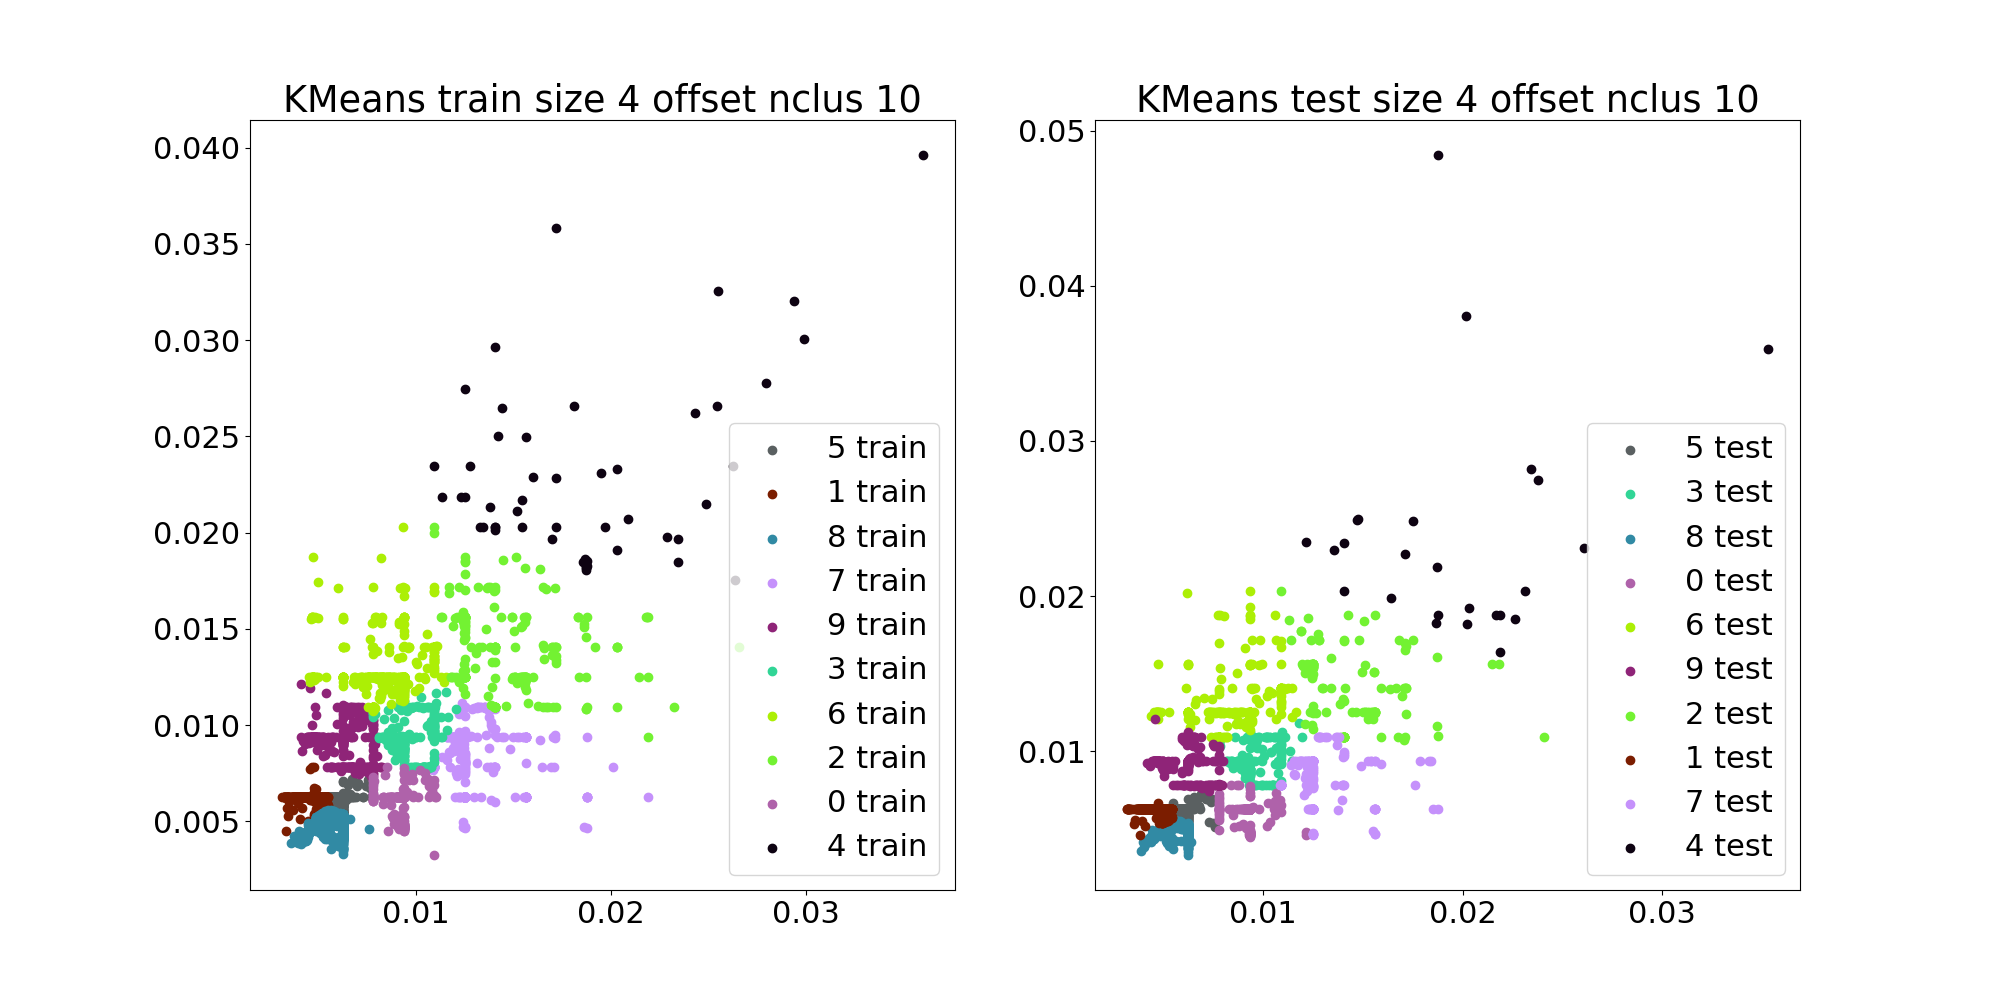 KMeans train size 4 offset nclus 10
0.040
0.035
0.030
0.025
0.020
0.015
0.010
0.005
0.01
0.02
0.03
5 train
1 train
8 train
7 train
9 train
3 train
6 train
2 train
0 train
4 train
KMeans test size 4 offset nclus 10
0.05
0.04
0.03
0.02
0.01
0.01
0.02
0.03
5 test
3 test
8 test
0 test
6 test
9 test
2 test
1 test
7 test
4 test